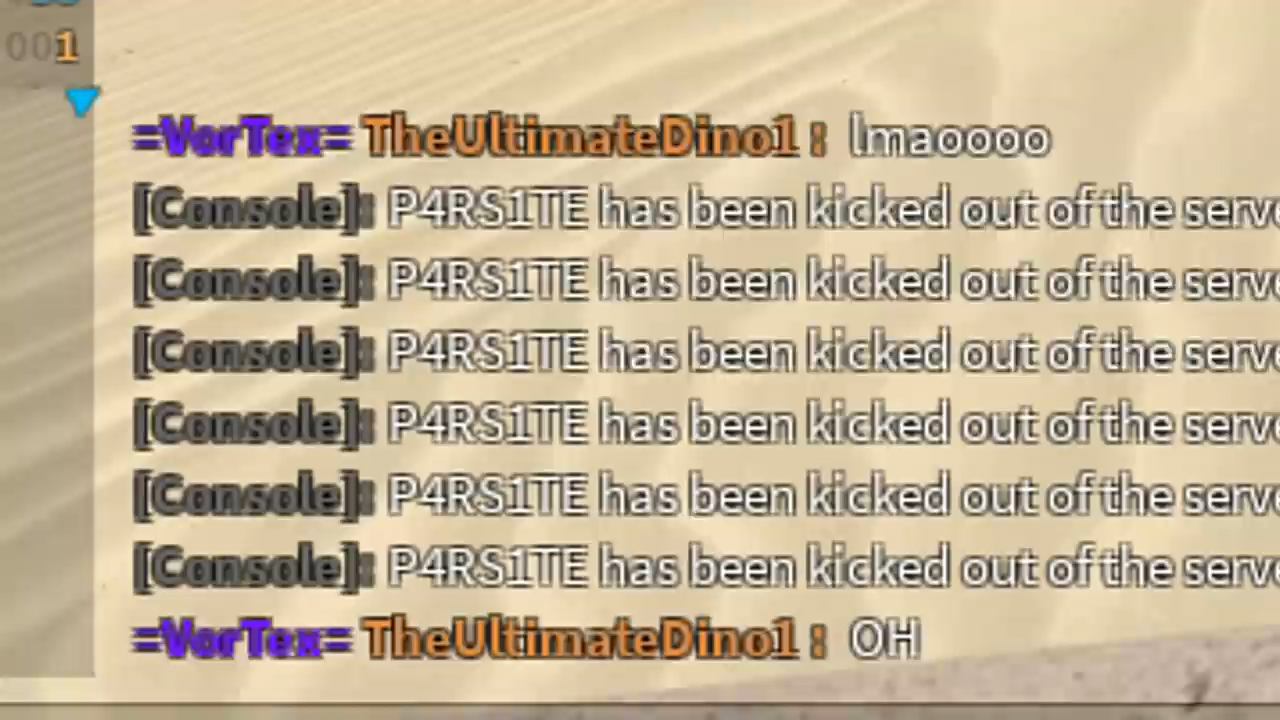 001
=VorTex= TheUltimateDino1 : lmaoooo
[Console]: P4RS1TE has been kicked out of the serve
[Console]: P4RS1TE has been kicked out of the serve
[Console]: P4RS1TE has been kicked out of the serve
[Console]: P4RS1TE has been kicked out of the serve
[Console]: P4RS1TE has been kicked out of the serve
[Console]: P4RS1TE has been kicked out of the serve
=VorTex= TheUltimateDino1 : OH